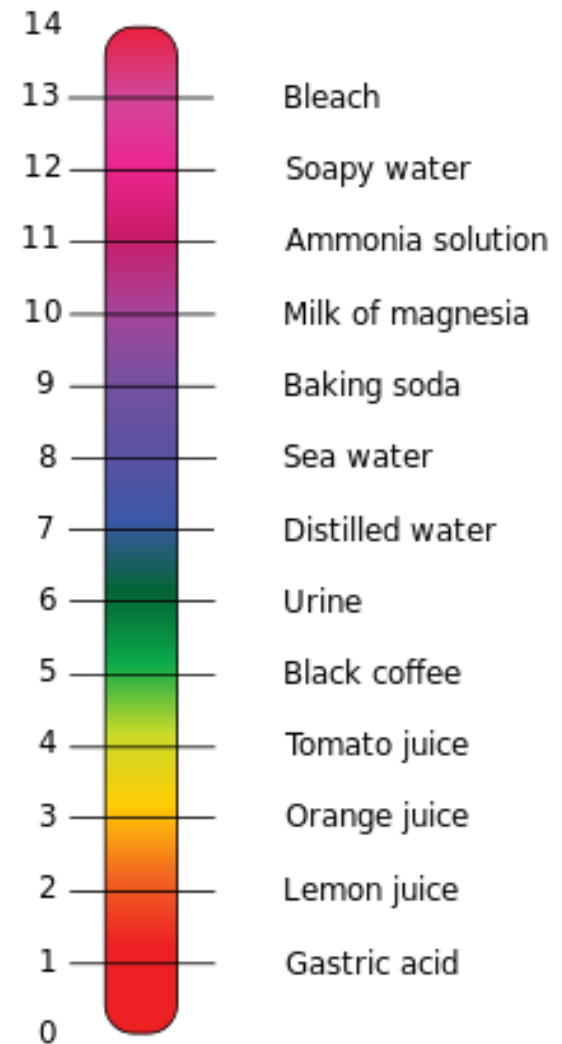 14
13 Bleach
12 Soapy water
11 Ammonia solution
10 Milk of magnesia
9 Baking soda
8 Sea water
7 Distilled water
6 Urine
5 Black coffee
4 Tomato juice
3 Orange juice
2 Lemon juice
1 Gastric acid
0